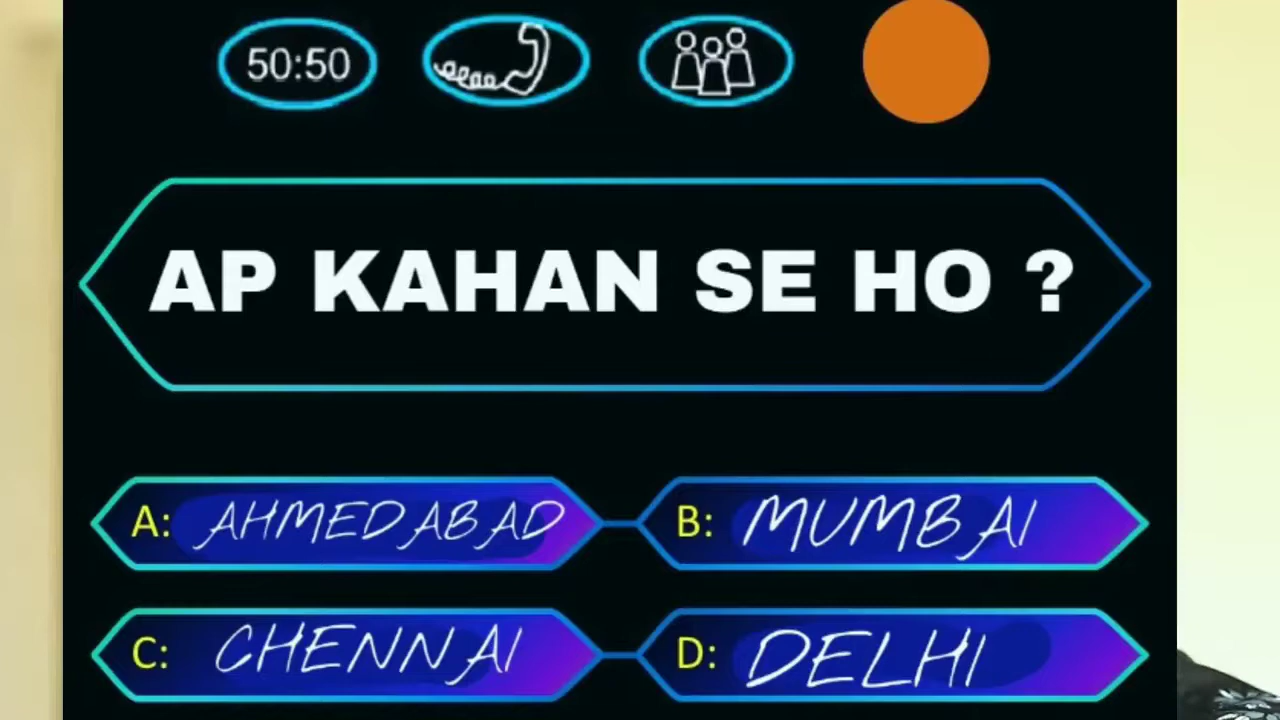 50:50
AP KAHAN SE HO ?
A: AHMEDABAD
B: MUMBAI
C: CHENNAI
D: DELHI